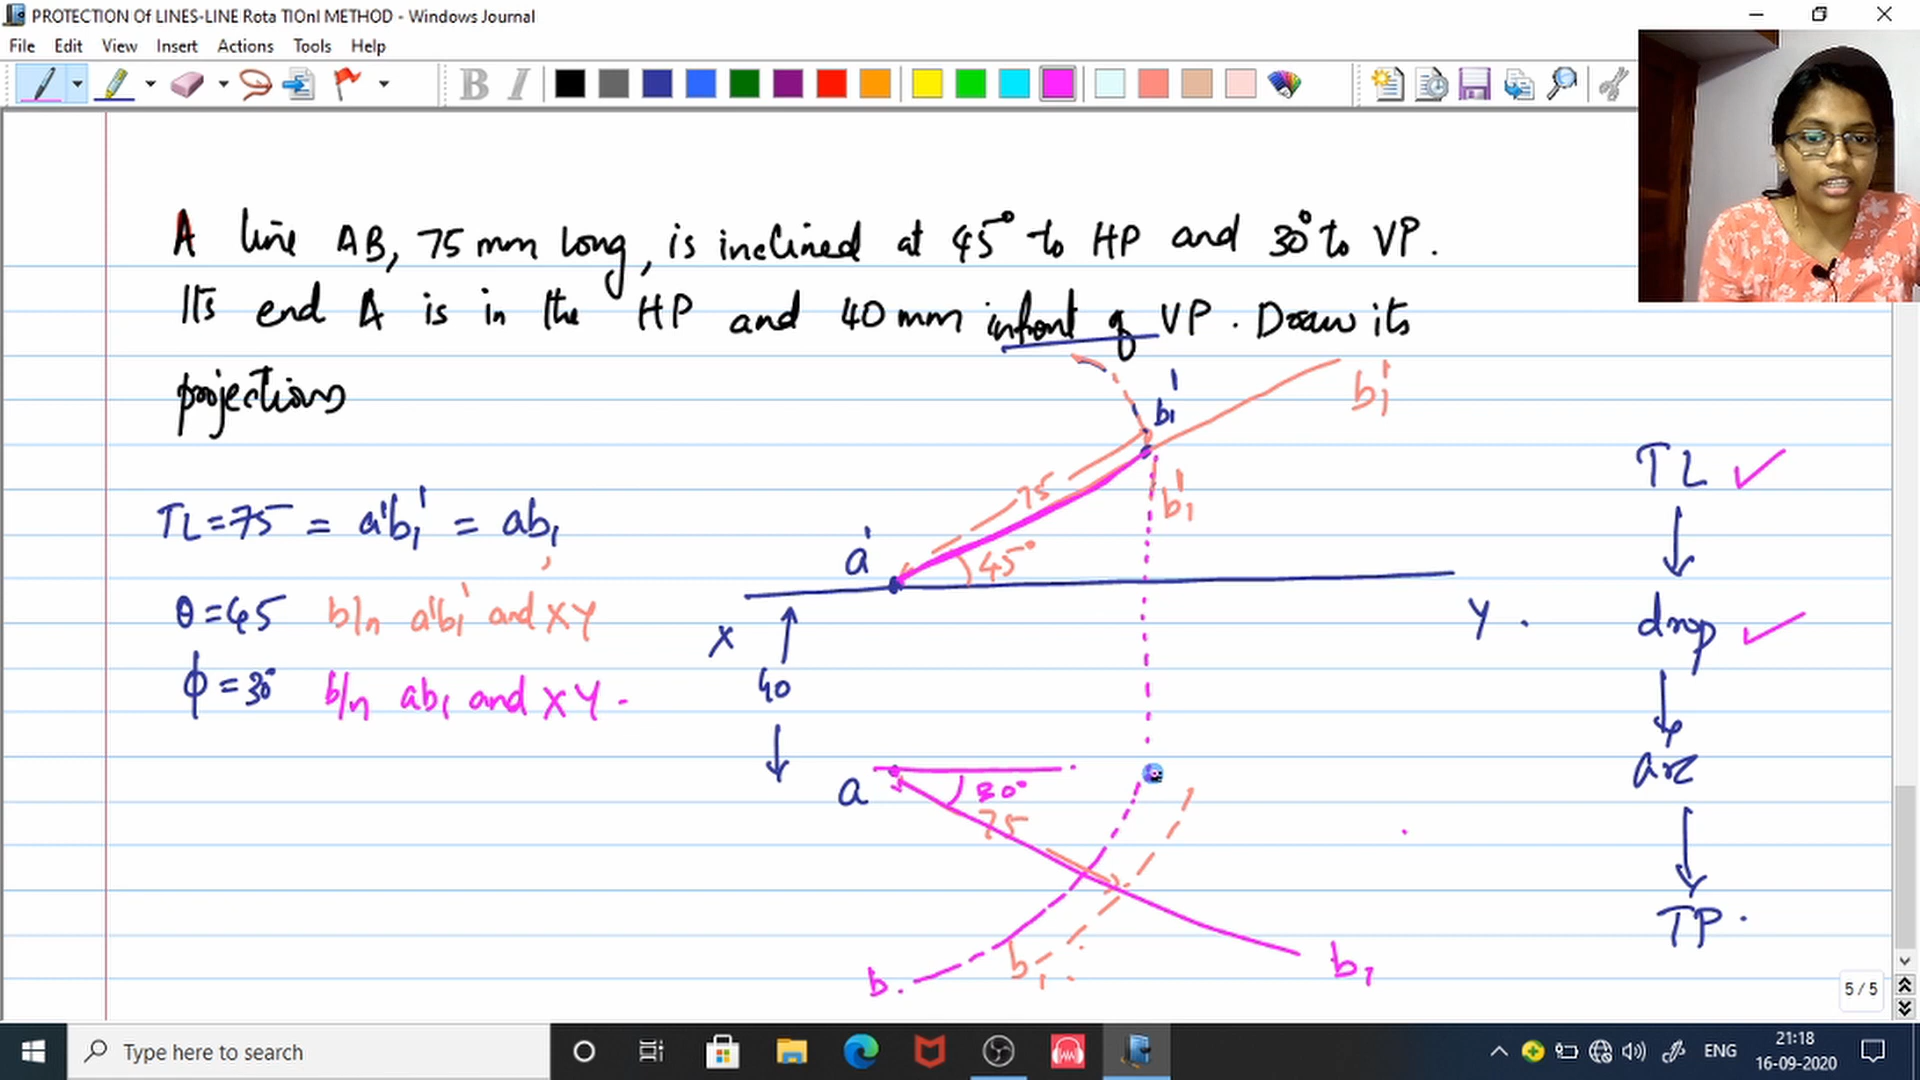 PROTECTION Of LINES-LINE Rota TIOnI METHOD - Windows Journal
File Edit View Insert Actions Tools Help
B I
A line AB, 75 mm long, is inclined at 45° to HP and 30° to VP.
Its end A is in the HP and 40 mm infront of VP. Draw its
projections
b₁'
b₁'
TL = 75 = a'b₁' = ab₁
75
b₁'
TL ✓
a'
45°
θ = 45 b/n a'b₁' and XY
X
Y.
drop ✓
ϕ = 30° b/n ab₁ and XY.
40
a
30°
75
arc
TP.
b.
b₁
b₁
5 / 5
Type here to search
ENG
21:18
16-09-2020